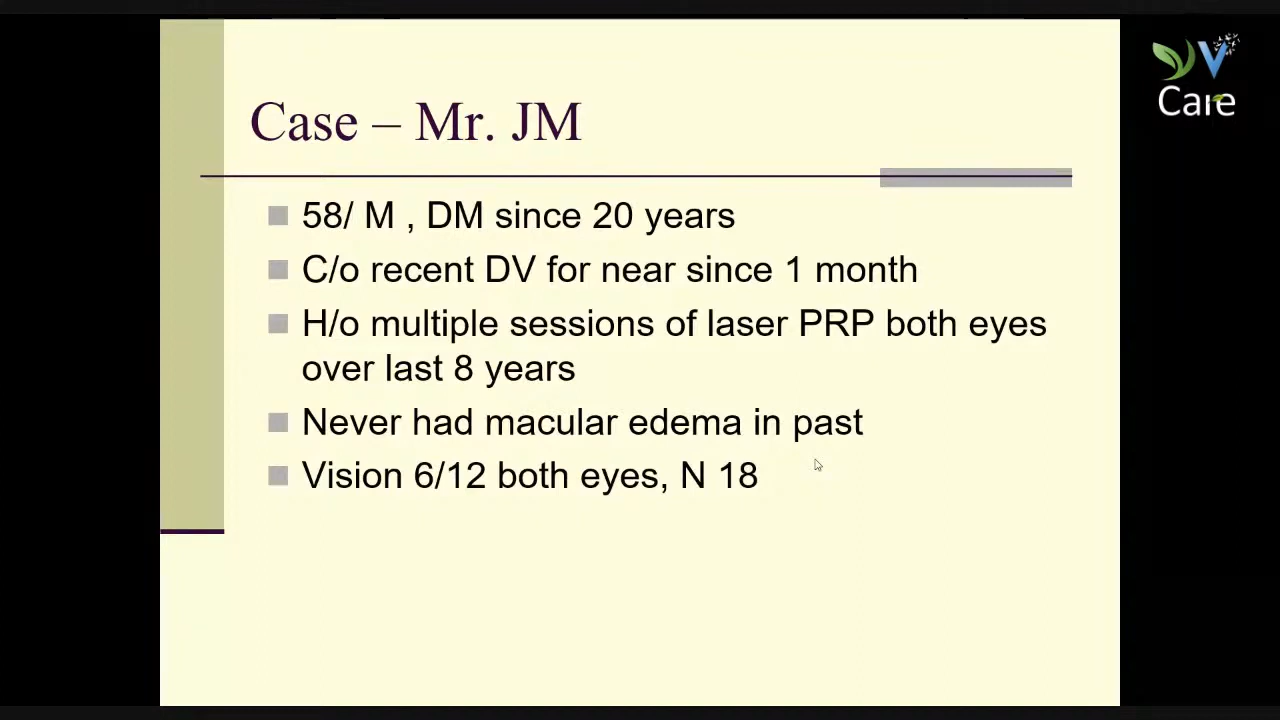 V
Care
Case – Mr. JM
58/ M , DM since 20 years
C/o recent DV for near since 1 month
H/o multiple sessions of laser PRP both eyes
over last 8 years
Never had macular edema in past
Vision 6/12 both eyes, N 18